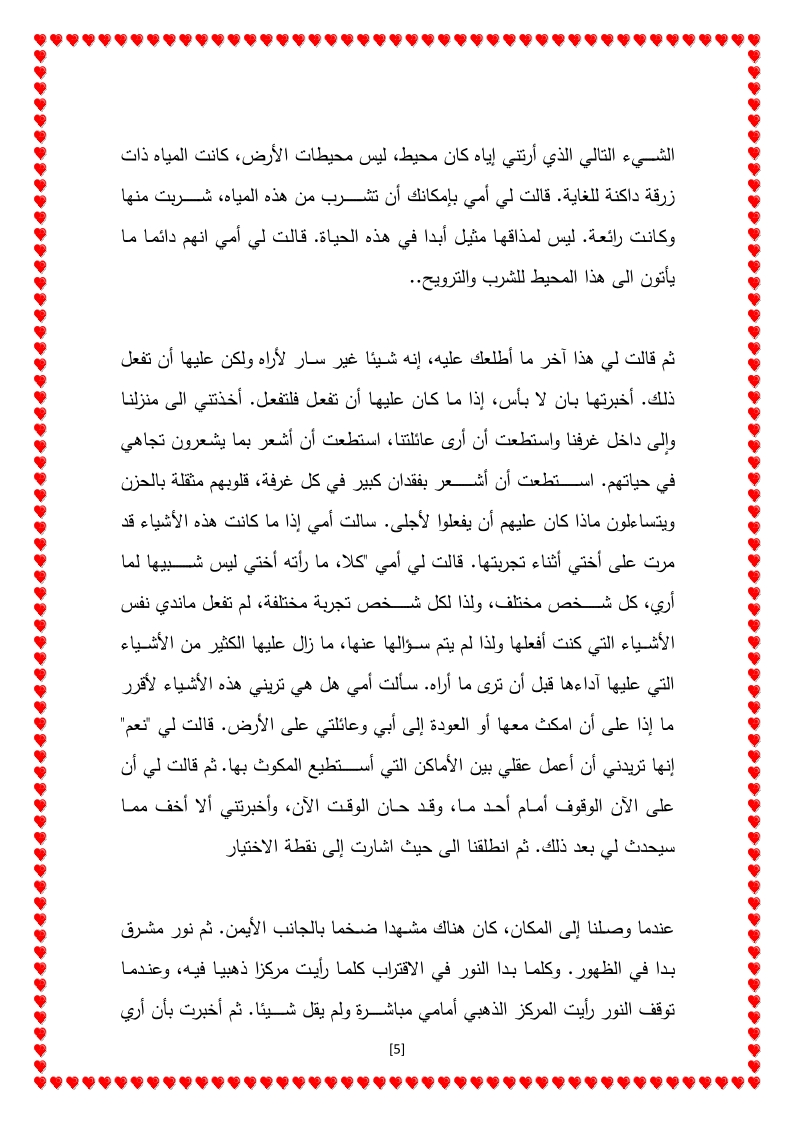 الشيء التالي الذي أرتني إياه كان محيط، ليس محيطات الأرض، كانت المياه ذات
زرقة داكنة للغاية. قالت لي أمي بإمكانك أن تشرب من هذه المياه، شربت منها
وكانت رائعة. ليس لمذاقها مثيل أبدا في هذه الحياة. قالت لي أمي انهم دائما ما
يأتون الى هذا المحيط للشرب والترويح..
ثم قالت لي هذا آخر ما أطلعك عليه، إنه شيئا غير سار لأراه ولكن عليها أن تفعل
ذلك. أخبرتها بان لا بأس، إذا ما كان عليها أن تفعل فلتفعل. أخذتني الى منزلنا
وإلى داخل غرفنا واستطعت أن أرى عائلتنا، استطعت أن أشعر بما يشعرون تجاهي
في حياتهم. استطعت أن أشعر بفقدان كبير في كل غرفة، قلوبهم مثقلة بالحزن
ويتساءلون ماذا كان عليهم أن يفعلوا لأجلى. سالت أمي إذا ما كانت هذه الأشياء قد
مرت على أختي أثناء تجربتها. قالت لي أمي "كلا، ما رأته أختي ليس شبيها لما
أري، كل شخص مختلف، ولذا لكل شخص تجربة مختلفة، لم تفعل ماندي نفس
الأشياء التي كنت أفعلها ولذا لم يتم سؤالها عنها، ما زال عليها الكثير من الأشياء
التي عليها آداءها قبل أن ترى ما أراه. سألت أمي هل هي تريني هذه الأشياء لأقرر
ما إذا على أن امكث معها أو العودة إلى أبي وعائلتي على الأرض. قالت لي "نعم"
إنها تريدني أن أعمل عقلي بين الأماكن التي أستطيع المكوث بها. ثم قالت لي أن
على الآن الوقوف أمام أحد ما، وقد حان الوقت الآن، وأخبرتني ألا أخف مما
سيحدث لي بعد ذلك. ثم انطلقنا الى حيث اشارت إلى نقطة الاختيار
عندما وصلنا إلى المكان، كان هناك مشهدا ضخما بالجانب الأيمن. ثم نور مشرق
بدا في الظهور. وكلما بدا النور في الاقتراب كلما رأيت مركزا ذهبيا فيه، وعندما
توقف النور رأيت المركز الذهبي أمامي مباشرة ولم يقل شيئا. ثم أخبرت بأن أري
[5]